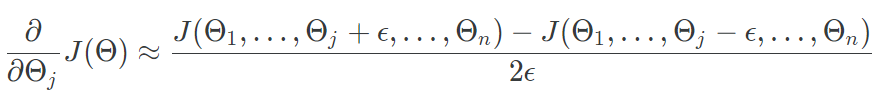 ∂/∂Θ_j J(Θ) ≈ (J(Θ_1, . . . , Θ_j + ϵ, . . . , Θ_n) − J(Θ_1, . . . , Θ_j − ϵ, . . . , Θ_n)) / 2ϵ